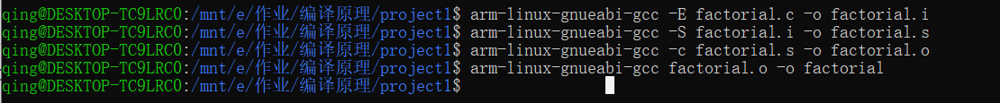 qing@DESKTOP-TC9LRC0:/mnt/e/作业/编译原理/project1$ arm-linux-gnueabi-gcc -E factorial.c -o factorial.i
qing@DESKTOP-TC9LRC0:/mnt/e/作业/编译原理/project1$ arm-linux-gnueabi-gcc -S factorial.i -o factorial.s
qing@DESKTOP-TC9LRC0:/mnt/e/作业/编译原理/project1$ arm-linux-gnueabi-gcc -c factorial.s -o factorial.o
qing@DESKTOP-TC9LRC0:/mnt/e/作业/编译原理/project1$ arm-linux-gnueabi-gcc factorial.o -o factorial
qing@DESKTOP-TC9LRC0:/mnt/e/作业/编译原理/project1$